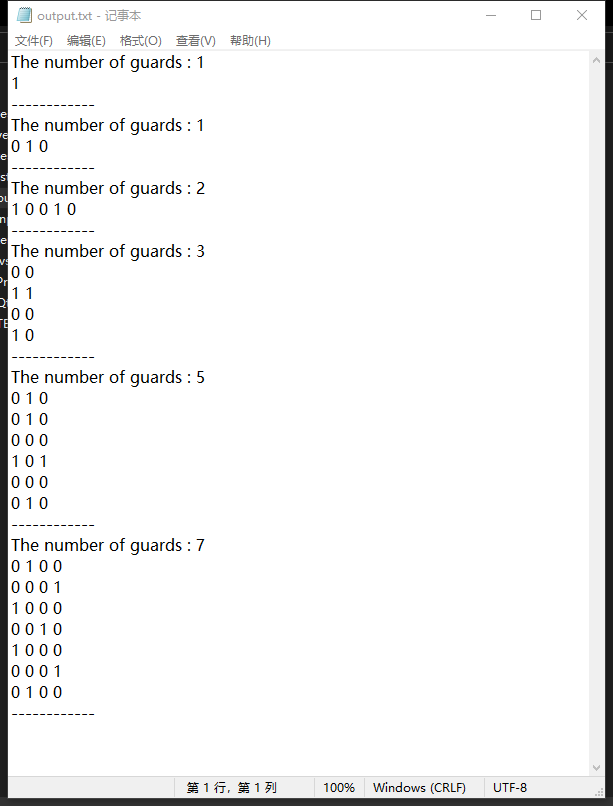 output.txt - 记事本
文件(F) 编辑(E) 格式(O) 查看(V) 帮助(H)
The number of guards : 1
1
------------
The number of guards : 1
0 1 0
------------
The number of guards : 2
1 0 0 1 0
------------
The number of guards : 3
0 0
1 1
0 0
1 0
------------
The number of guards : 5
0 1 0
0 1 0
0 0 0
1 0 1
0 0 0
0 1 0
------------
The number of guards : 7
0 1 0 0
0 0 0 1
1 0 0 0
0 0 1 0
1 0 0 0
0 0 0 1
0 1 0 0
------------
第 1 行，第 1 列 100% Windows (CRLF) UTF-8